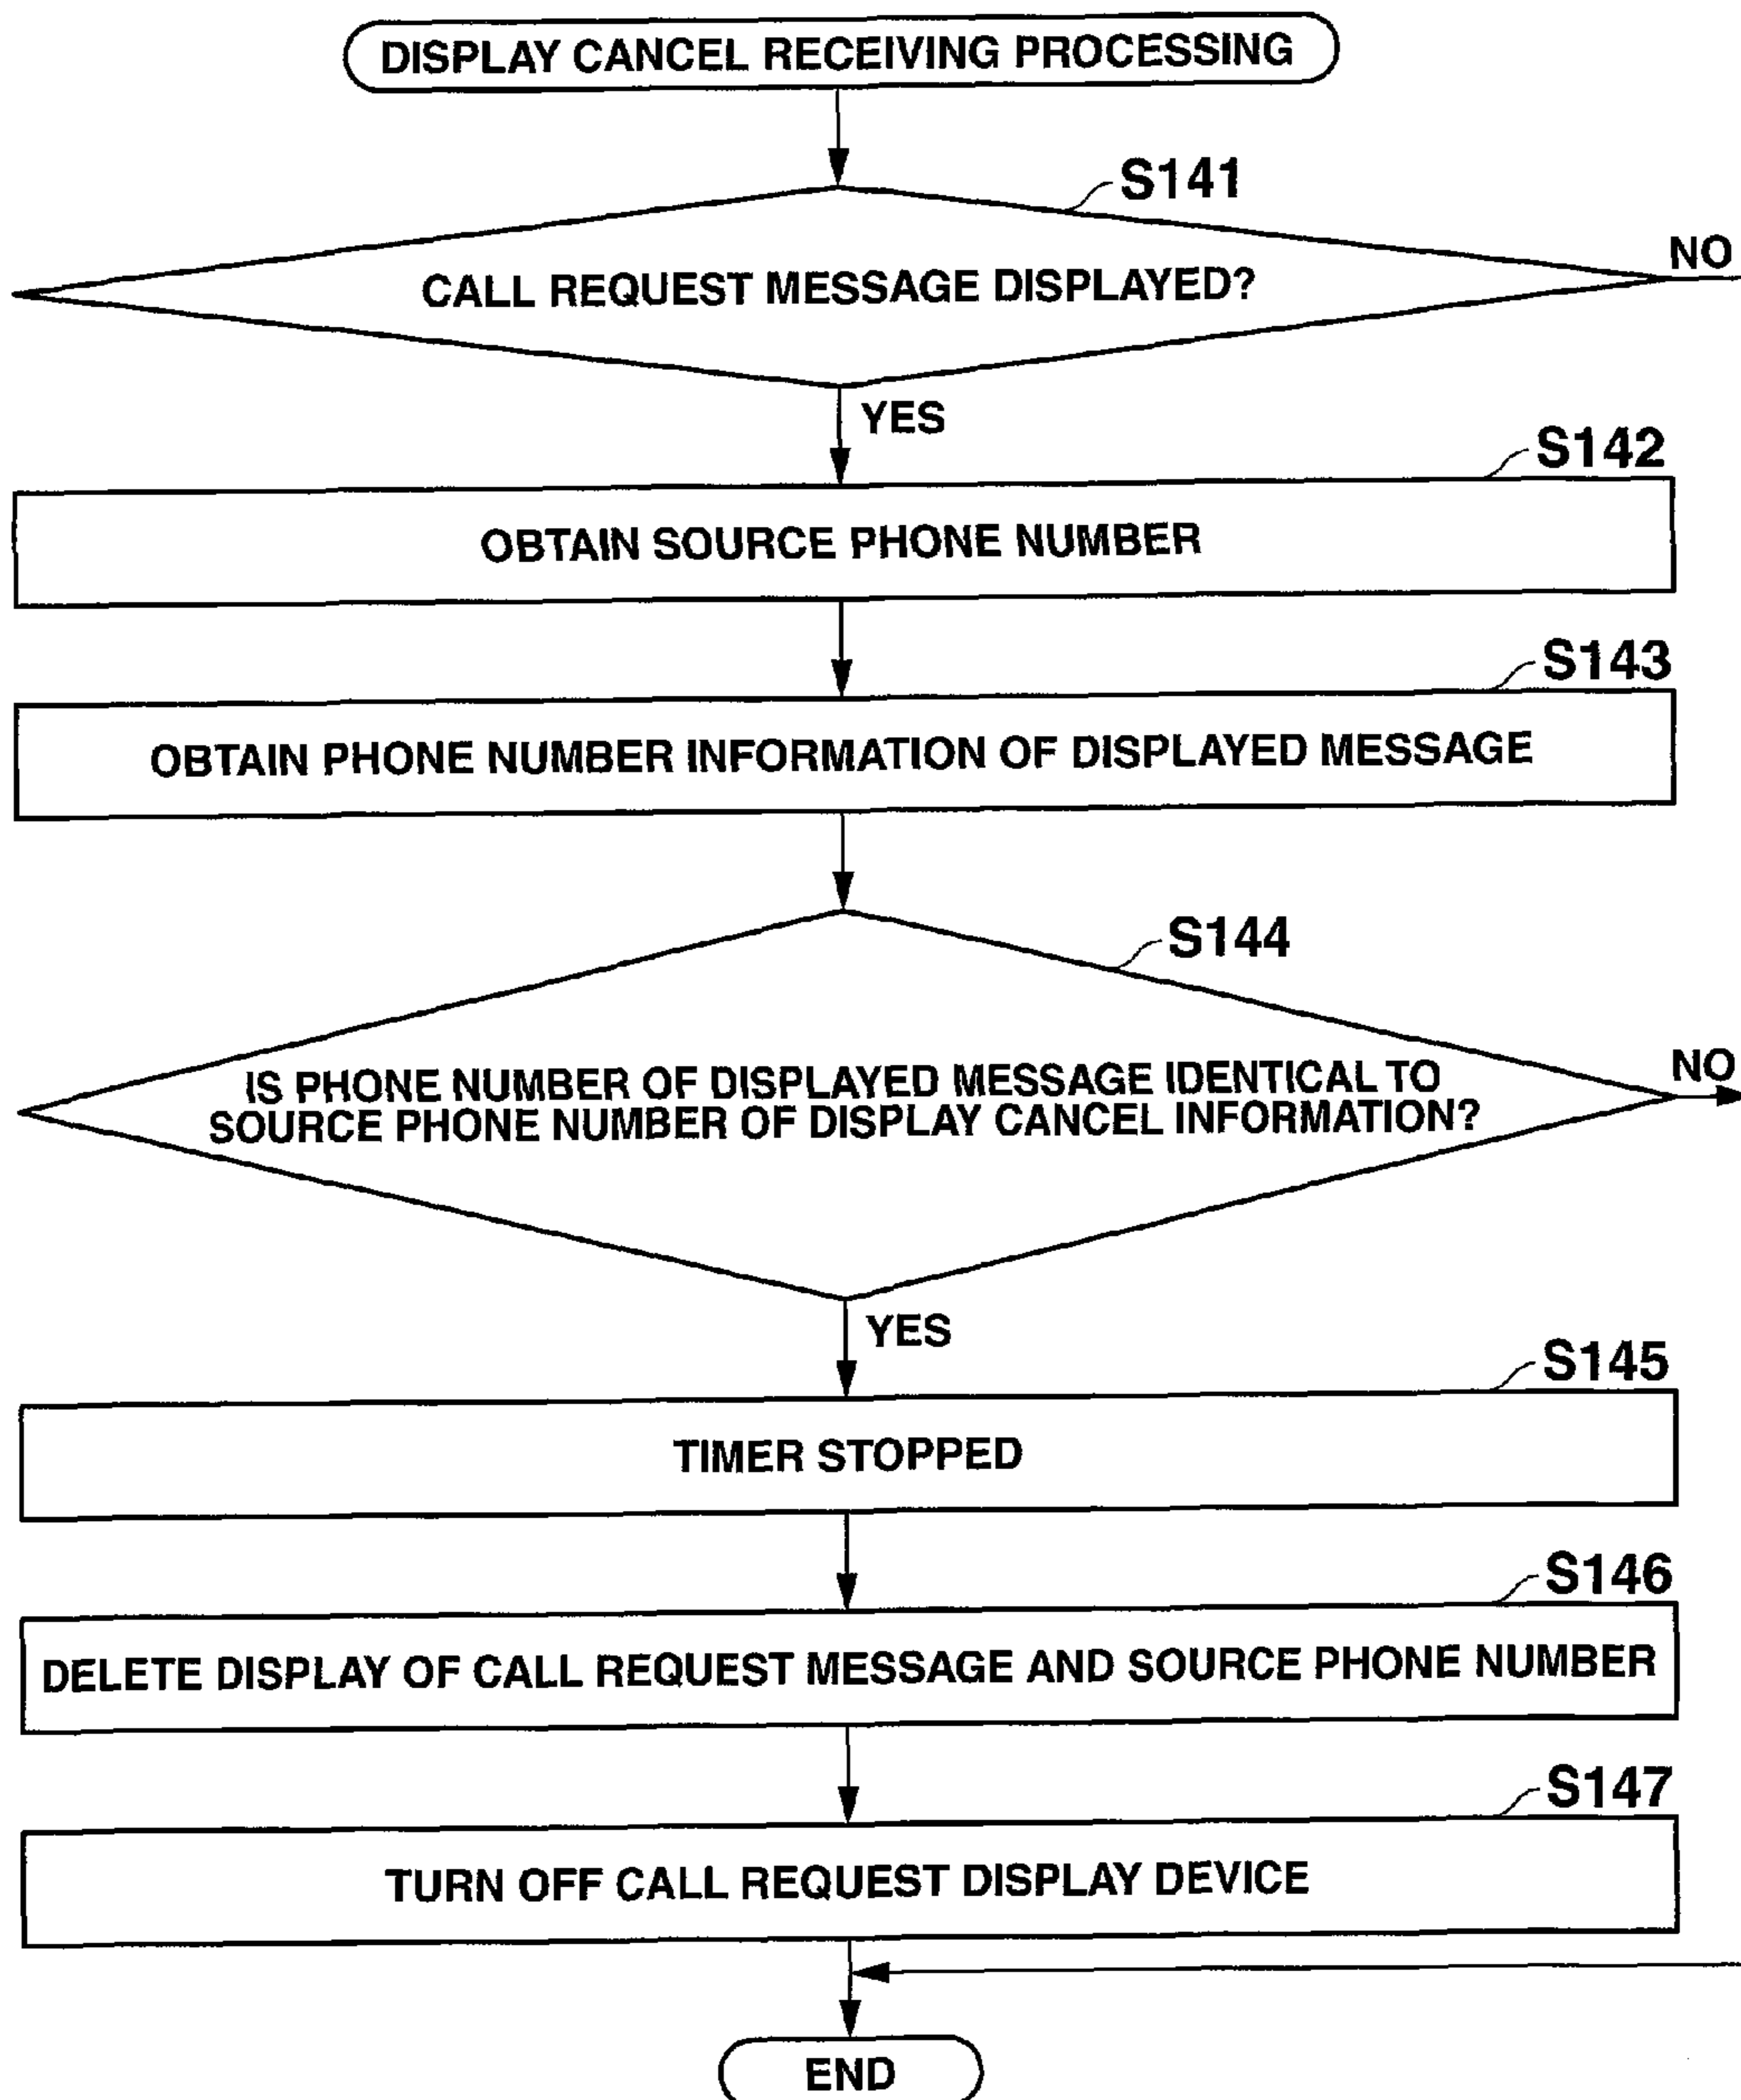 DISPLAY CANCEL RECEIVING PROCESSING
S141
CALL REQUEST MESSAGE DISPLAYED?
NO
YES
S142
OBTAIN SOURCE PHONE NUMBER
S143
OBTAIN PHONE NUMBER INFORMATION OF DISPLAYED MESSAGE
S144
IS PHONE NUMBER OF DISPLAYED MESSAGE IDENTICAL TO
SOURCE PHONE NUMBER OF DISPLAY CANCEL INFORMATION?
NO
YES
S145
TIMER STOPPED
S146
DELETE DISPLAY OF CALL REQUEST MESSAGE AND SOURCE PHONE NUMBER
S147
TURN OFF CALL REQUEST DISPLAY DEVICE
END